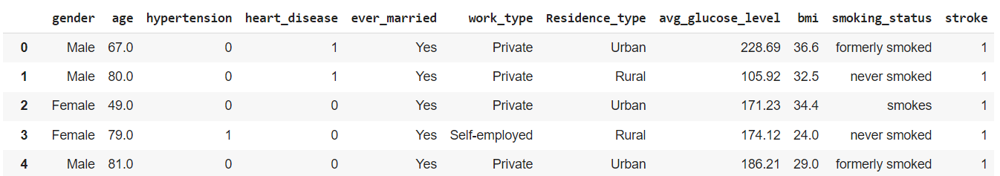 gender age hypertension heart_disease ever_married work_type Residence_type avg_glucose_level bmi smoking_status stroke
0 Male 67.0 0 1 Yes Private Urban 228.69 36.6 formerly smoked 1
1 Male 80.0 0 1 Yes Private Rural 105.92 32.5 never smoked 1
2 Female 49.0 0 0 Yes Private Urban 171.23 34.4 smokes 1
3 Female 79.0 1 0 Yes Self-employed Rural 174.12 24.0 never smoked 1
4 Male 81.0 0 0 Yes Private Urban 186.21 29.0 formerly smoked 1